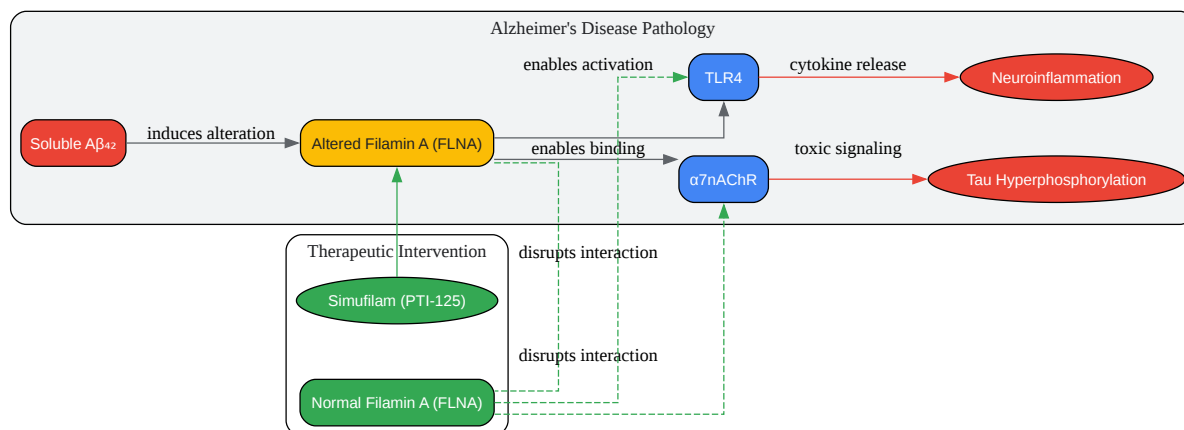 Alzheimer's Disease Pathology
enables activation
TLR4
cytokine release
Neuroinflammation
Soluble Aβ₄₂
induces alteration
Altered Filamin A (FLNA)
enables binding
α7nAChR
toxic signaling
Tau Hyperphosphorylation
Therapeutic Intervention
disrupts interaction
Simufilam (PTI-125)
disrupts interaction
Normal Filamin A (FLNA)